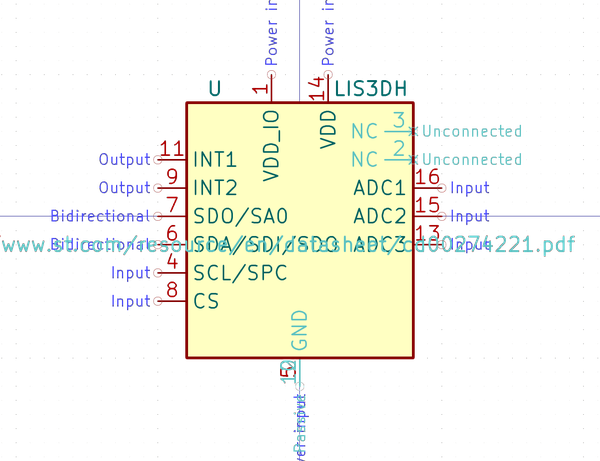 Power in
Power in
U
LIS3DH
1
14
VDD_IO
VDD
NC 3 Unconnected
NC 2 Unconnected
Output 11 INT1
Output 9 INT2
Bidirectional 7 SDO/SA0
Bidirectional 6 SDA/SDI/SDO
Input 4 SCL/SPC
Input 8 CS
ADC1 16 Input
ADC2 15 Input
ADC3 13 Input
/www.st.com/resource/en/datasheet/cd00274221.pdf
GND
5
input